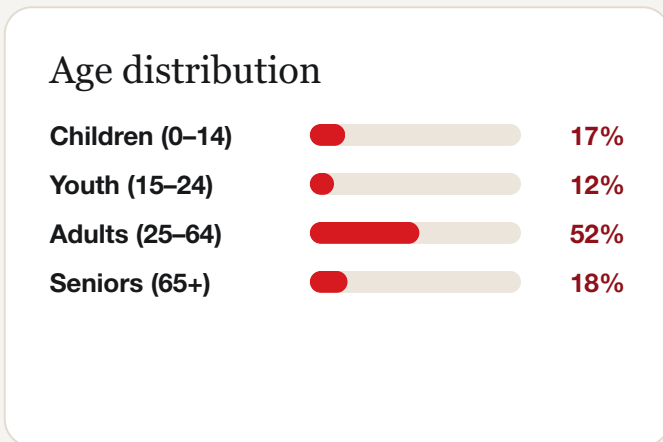 Age distribution
Children (0–14) 17%
Youth (15–24) 12%
Adults (25–64) 52%
Seniors (65+) 18%